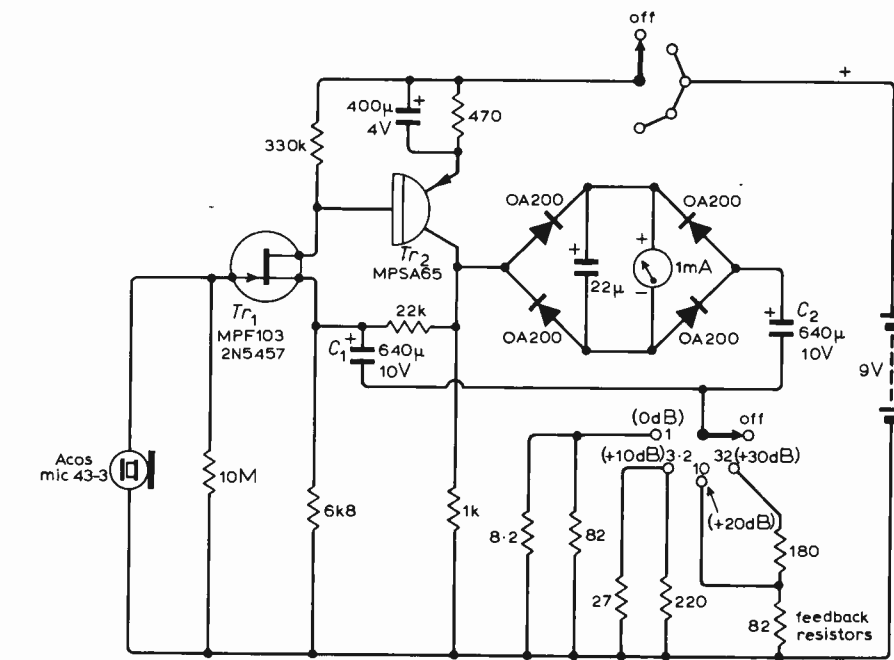 off
+
400μ
4V
+
470
330k
OA200
OA200
Tr2
MPSA65
+
22μ
+
−
1mA
Tr1
MPF103
2N5457
22k
C1
+
640μ
10V
OA200
OA200
+
C2
640μ
10V
9V
(0dB)
1
off
Acos
mic 43-3
10M
(+10dB)
3·2
10
32
(+30dB)
(+20dB)
6k8
1k
8·2
82
180
27
220
82
feedback
resistors